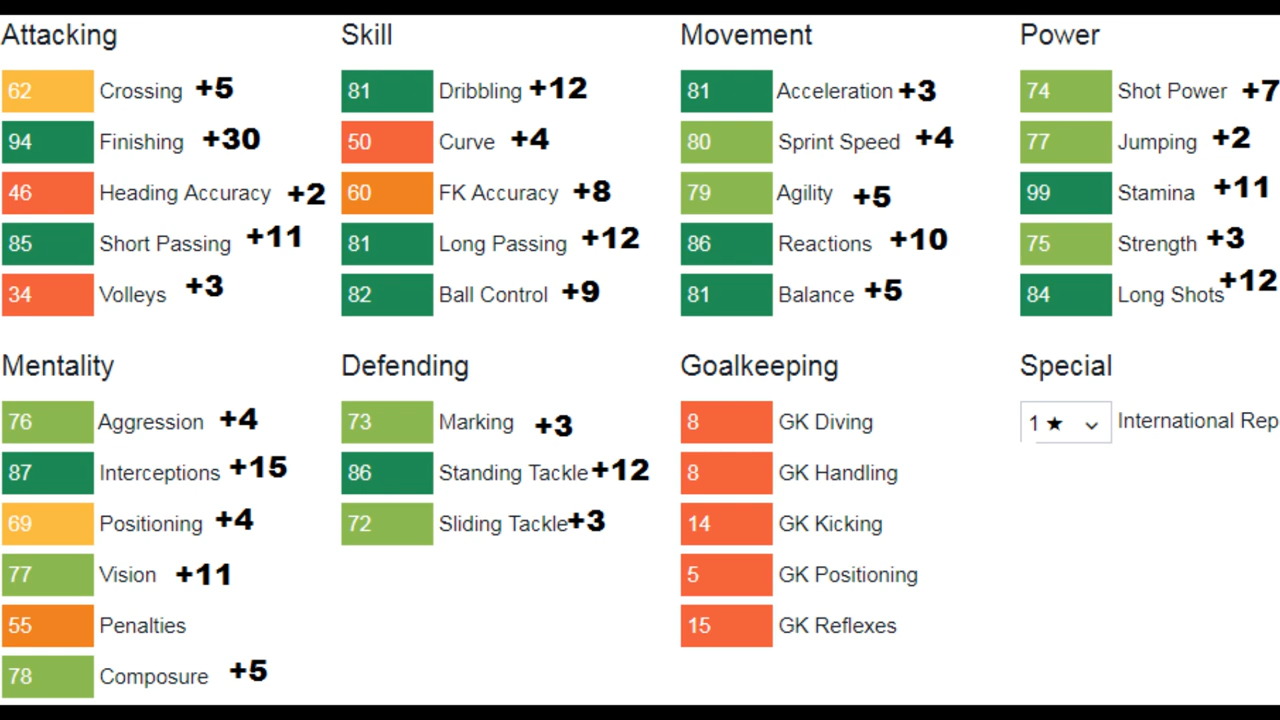 Attacking
62 Crossing +5
94 Finishing +30
46 Heading Accuracy +2
85 Short Passing +11
34 Volleys +3
Skill
81 Dribbling +12
50 Curve +4
60 FK Accuracy +8
81 Long Passing +12
82 Ball Control +9
Movement
81 Acceleration +3
80 Sprint Speed +4
79 Agility +5
86 Reactions +10
81 Balance +5
Power
74 Shot Power +7
77 Jumping +2
99 Stamina +11
75 Strength +3
84 Long Shots +12
Mentality
76 Aggression +4
87 Interceptions +15
69 Positioning +4
77 Vision +11
55 Penalties
78 Composure +5
Defending
73 Marking +3
86 Standing Tackle +12
72 Sliding Tackle +3
Goalkeeping
8 GK Diving
8 GK Handling
14 GK Kicking
5 GK Positioning
15 GK Reflexes
Special
1 ★ International Rep